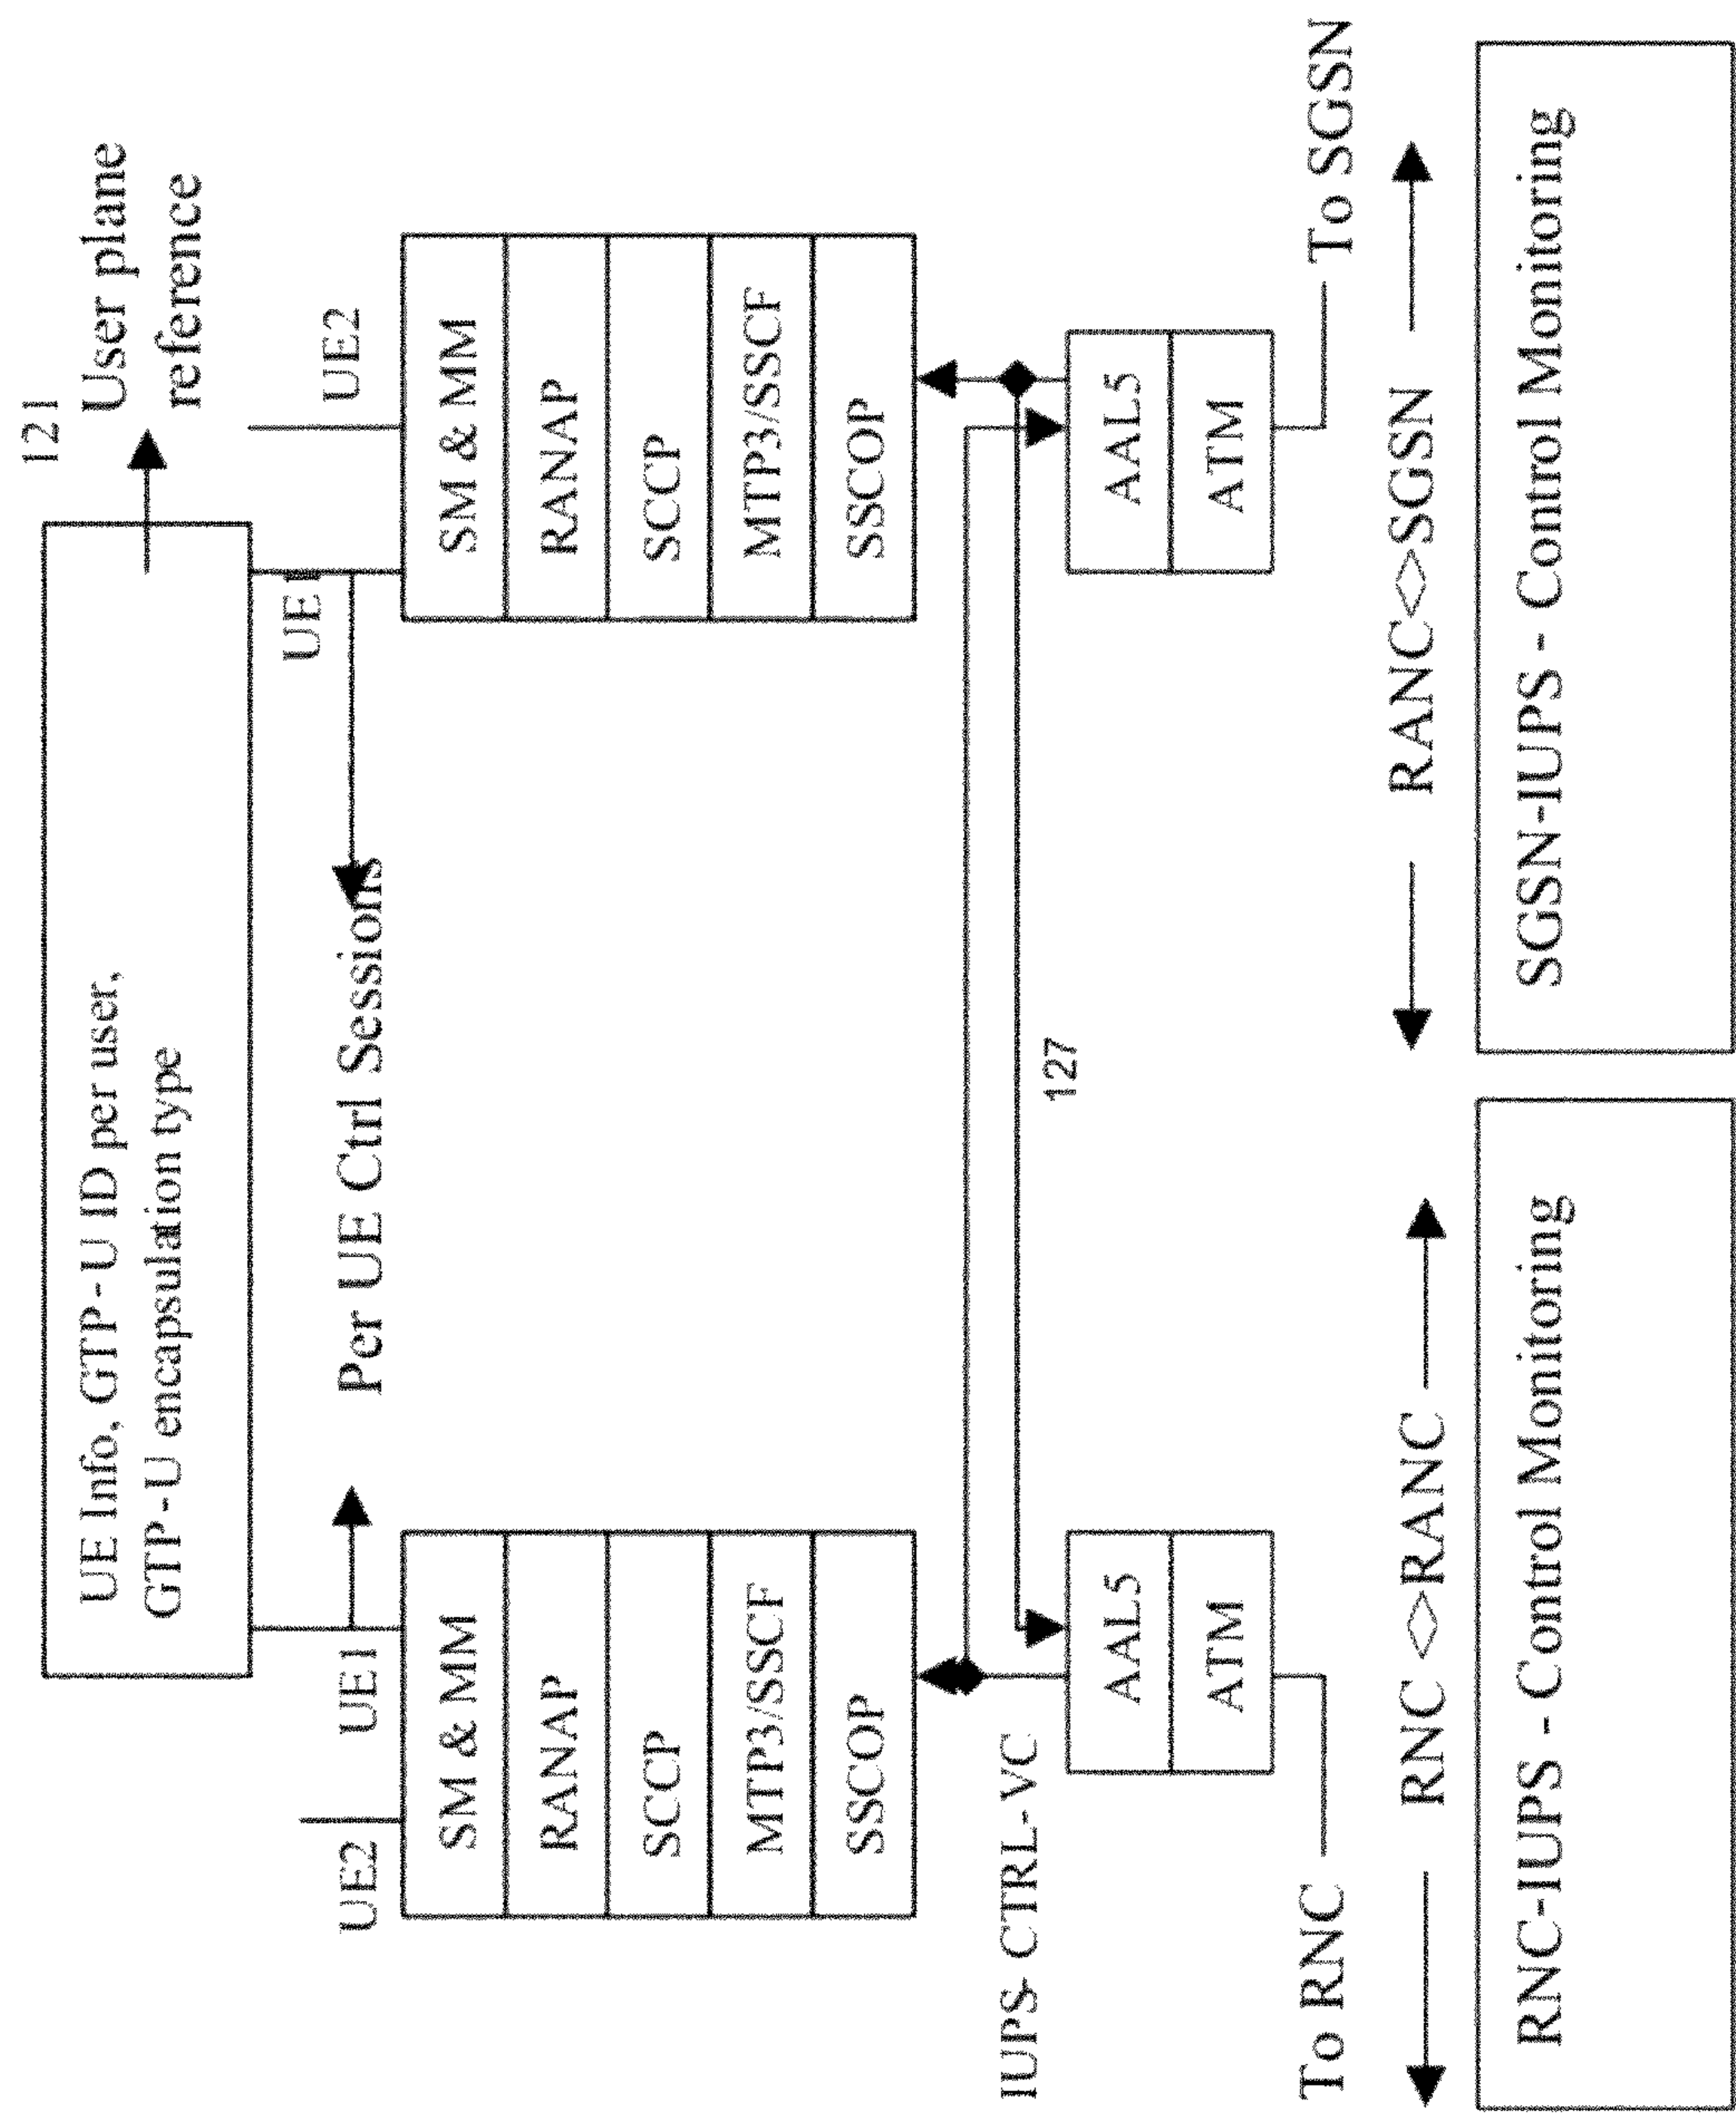 121
UE Info, GTP-U ID per user,
GTP-U encapsulation type
User plane
reference
UE2
UE1
Per UE Ctrl Sessions
UE1
UE2
SM & MM
RANAP
SCCP
MTP3/SSCF
SSCOP
SM & MM
RANAP
SCCP
MTP3/SSCF
SSCOP
IUPS- CTRL- VC
127
AAL5
ATM
AAL5
ATM
To RNC
To SGSN
RNC <>RANC
RANC<>SGSN
RNC-IUPS - Control Monitoring
SGSN-IUPS - Control Monitoring